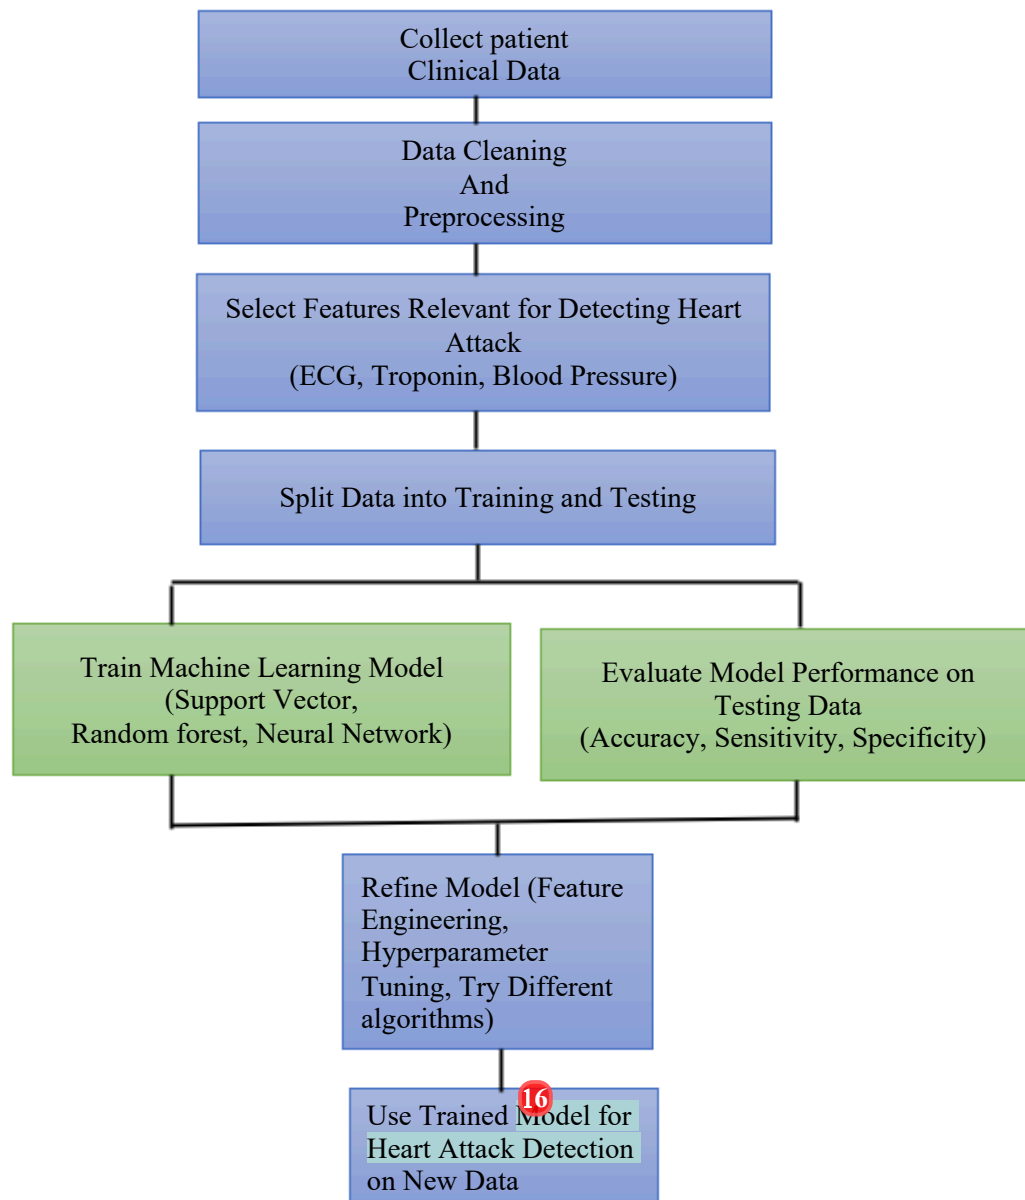 Collect patient
Clinical Data
Data Cleaning
And
Preprocessing
Select Features Relevant for Detecting Heart
Attack
(ECG, Troponin, Blood Pressure)
Split Data into Training and Testing
Train Machine Learning Model
(Support Vector,
Random forest, Neural Network)
Evaluate Model Performance on
Testing Data
(Accuracy, Sensitivity, Specificity)
Refine Model (Feature
Engineering,
Hyperparameter
Tuning, Try Different
algorithms)
16
Use Trained Model for
Heart Attack Detection
on New Data